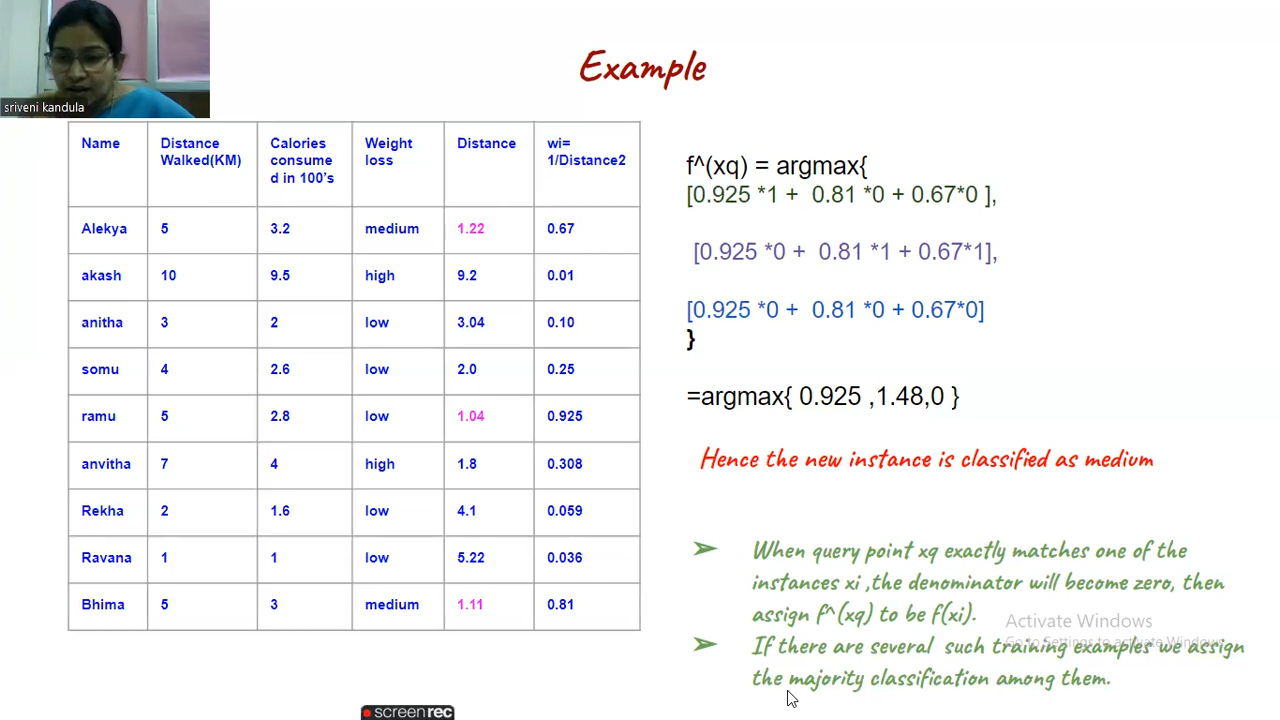 sriveni kandula
Example
Name Distance Walked(KM) Calories consume d in 100's Weight loss Distance wi= 1/Distance2
Alekya 5 3.2 medium 1.22 0.67
akash 10 9.5 high 9.2 0.01
anitha 3 2 low 3.04 0.10
somu 4 2.6 low 2.0 0.25
ramu 5 2.8 low 1.04 0.925
anvitha 7 4 high 1.8 0.308
Rekha 2 1.6 low 4.1 0.059
Ravana 1 1 low 5.22 0.036
Bhima 5 3 medium 1.11 0.81
f^(xq) = argmax{
[0.925 *1 + 0.81 *0 + 0.67*0 ],
[0.925 *0 + 0.81 *1 + 0.67*1],
[0.925 *0 + 0.81 *0 + 0.67*0]
}
=argmax{ 0.925 ,1.48,0 }
Hence the new instance is classified as medium
➢ When query point xq exactly matches one of the
instances xi ,the denominator will become zero, then
assign f^(xq) to be f(xi).
➢ If there are several such training examples we assign
the majority classification among them.
Activate Windows
Go to Settings to activate Windows.
screenrec